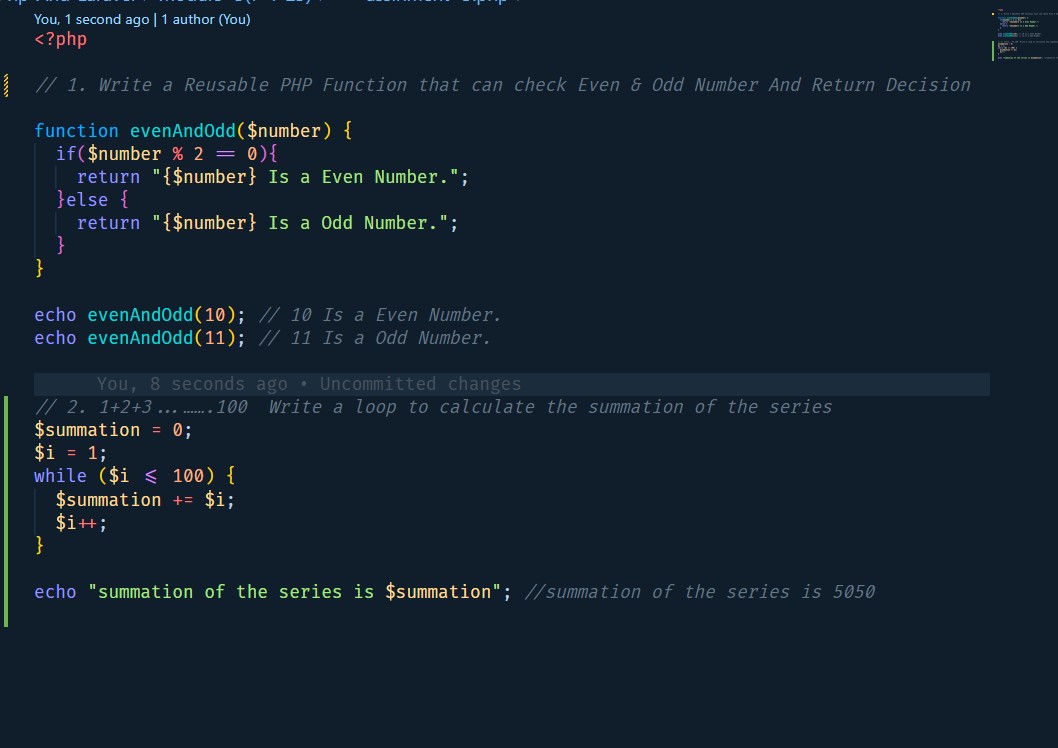 You, 1 second ago | 1 author (You)
<?php
// 1. Write a Reusable PHP Function that can check Even & Odd Number And Return Decision
function evenAndOdd($number) {
if($number % 2 == 0){
return "{$number} Is a Even Number.";
}else {
return "{$number} Is a Odd Number.";
}
}
echo evenAndOdd(10); // 10 Is a Even Number.
echo evenAndOdd(11); // 11 Is a Odd Number.
You, 8 seconds ago • Uncommitted changes
// 2. 1+2+3...…….100  Write a loop to calculate the summation of the series
$summation = 0;
$i = 1;
while ($i <= 100) {
$summation += $i;
$i++;
}
echo "summation of the series is $summation"; //summation of the series is 5050